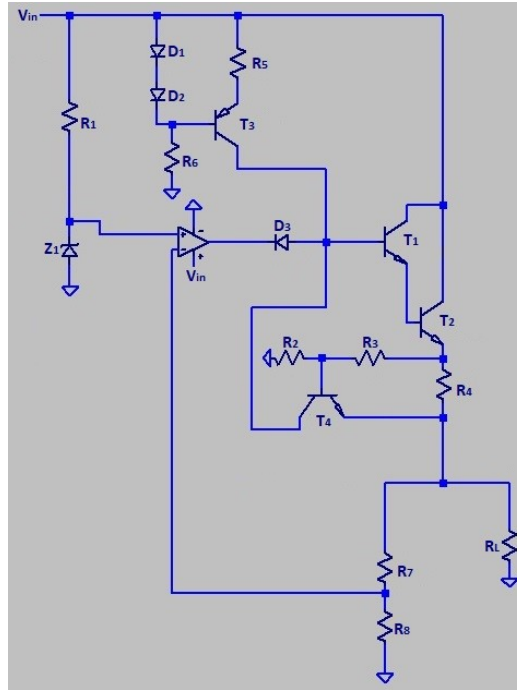 Vin
D1
R5
D2
R1
T3
R6
+
-
Z1
-
+
Vin
D3
T1
T2
R2
R3
R4
T4
R7
RL
R8